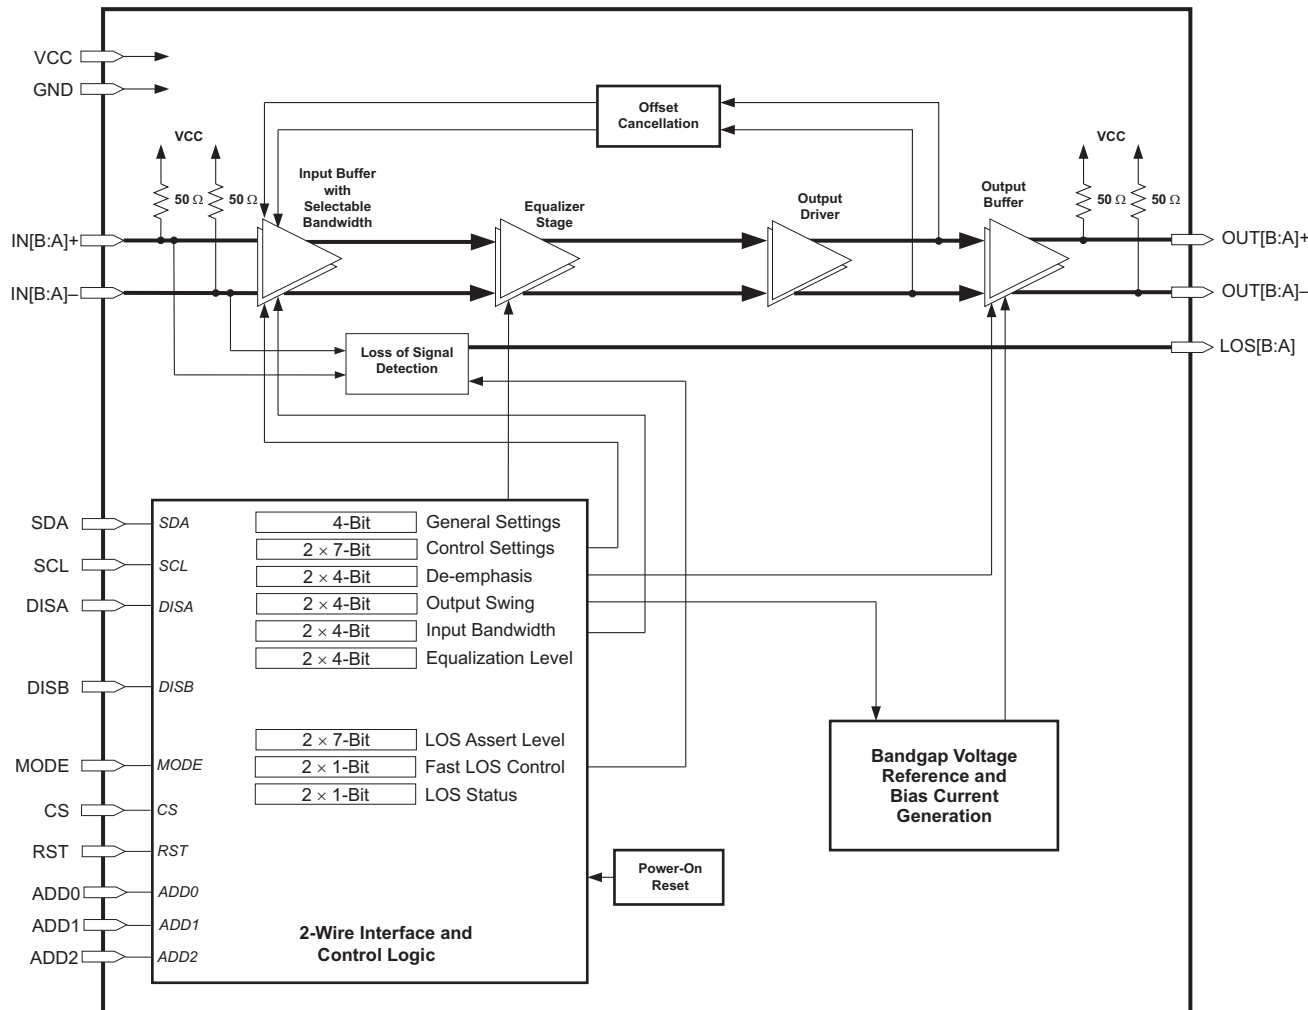 VCC
GND
Offset
Cancellation
VCC
VCC
50 Ω
50 Ω
Input Buffer
with
Selectable
Bandwidth
Equalizer
Stage
Output
Driver
Output
Buffer
50 Ω
50 Ω
IN[B:A]+
OUT[B:A]+
IN[B:A]–
OUT[B:A]–
Loss of Signal
Detection
LOS[B:A]
SDA
SDA
4-Bit General Settings
2 × 7-Bit Control Settings
SCL
SCL
2 × 4-Bit De-emphasis
DISA
DISA
2 × 4-Bit Output Swing
2 × 4-Bit Input Bandwidth
2 × 4-Bit Equalization Level
DISB
DISB
2 × 7-Bit LOS Assert Level
MODE
MODE
2 × 1-Bit Fast LOS Control
2 × 1-Bit LOS Status
CS
CS
Bandgap Voltage
Reference and
Bias Current
Generation
RST
RST
Power-On
Reset
ADD0
ADD0
ADD1
ADD1
2-Wire Interface and
Control Logic
ADD2
ADD2